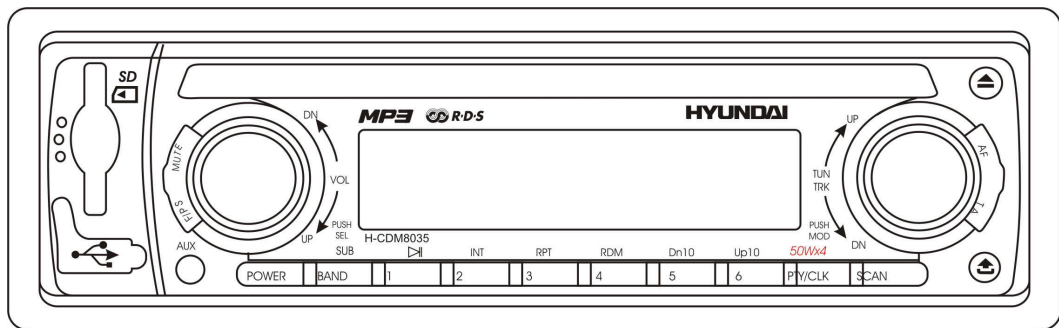 SD
MP3 R·D·S HYUNDAI
DN
VOL
UP
PUSH
SEL
MUTE
F/PS
AUX
UP
TUN
TRK
PUSH
MOD
DN
AF
TA
H-CDM8035
SUB INT RPT RDM Dn10 Up10 50Wx4
POWER BAND 1 2 3 4 5 6 PTY/CLK SCAN